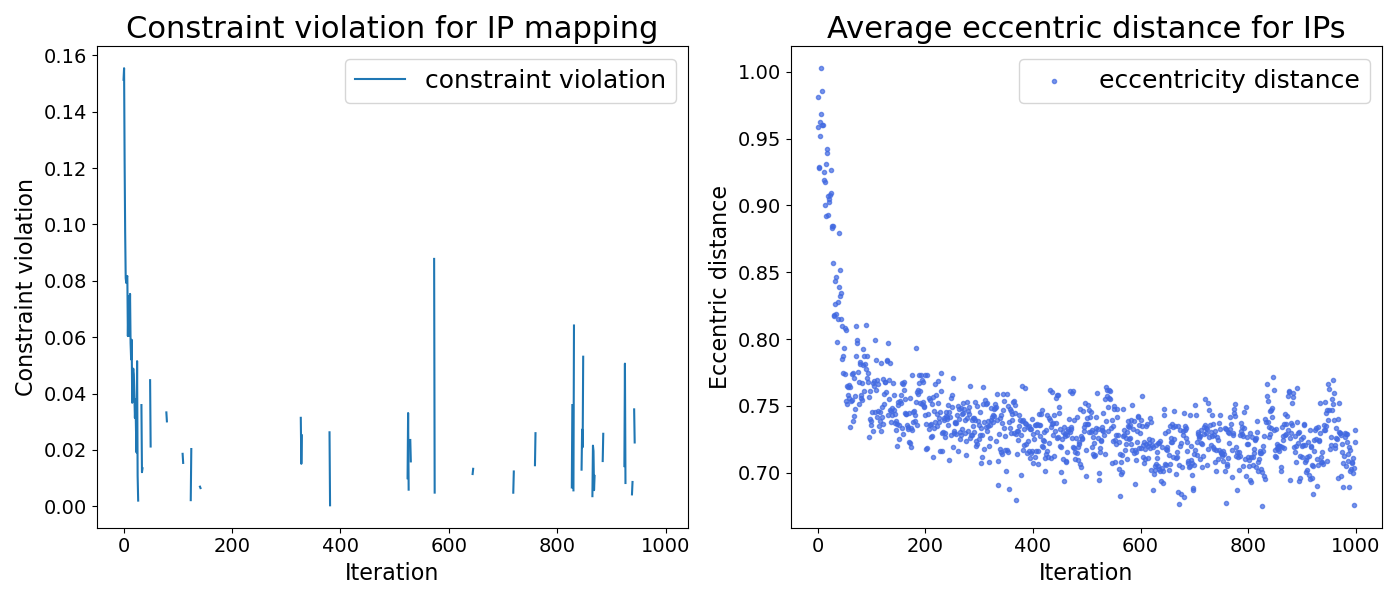 Constraint violation for IP mapping
constraint violation
Constraint violation
0.16
0.14
0.12
0.10
0.08
0.06
0.04
0.02
0.00
0 200 400 600 800 1000
Iteration
Average eccentric distance for IPs
eccentricity distance
Eccentric distance
1.00
0.95
0.90
0.85
0.80
0.75
0.70
0 200 400 600 800 1000
Iteration